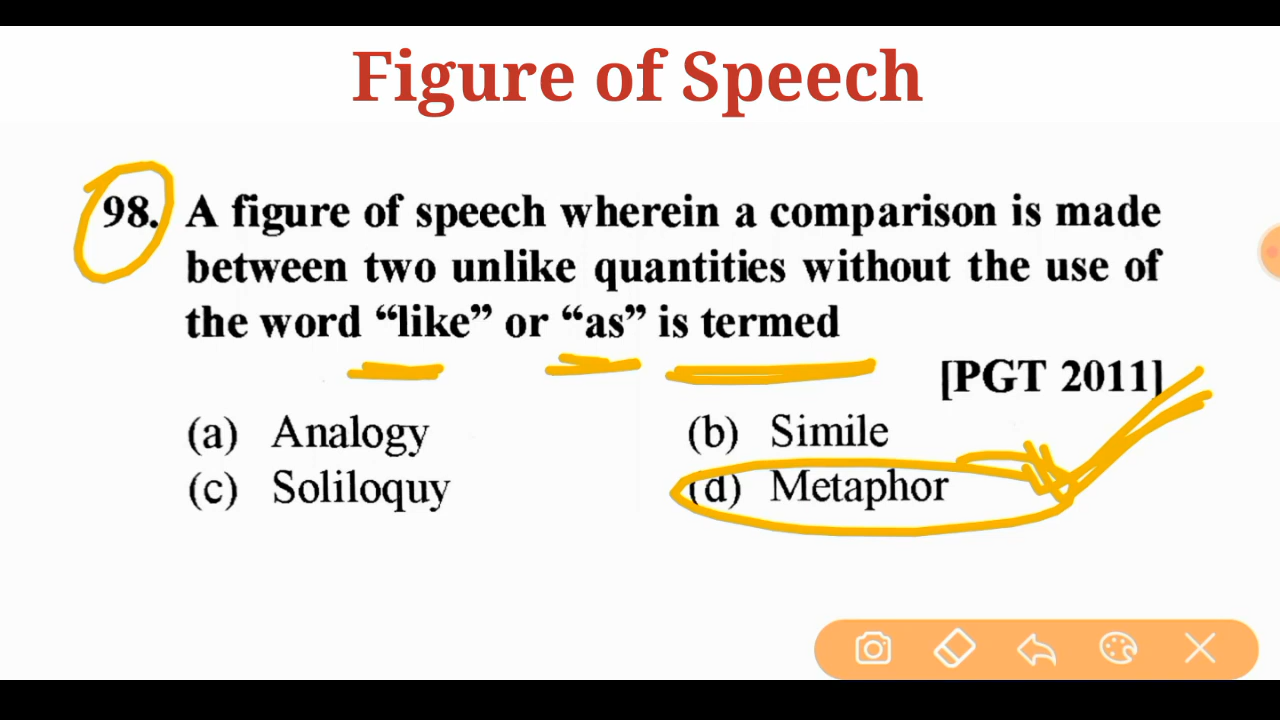 Figure of Speech
98. A figure of speech wherein a comparison is made
between two unlike quantities without the use of
the word “like” or “as” is termed
[PGT 2011]
(a) Analogy (b) Simile
(c) Soliloquy (d) Metaphor